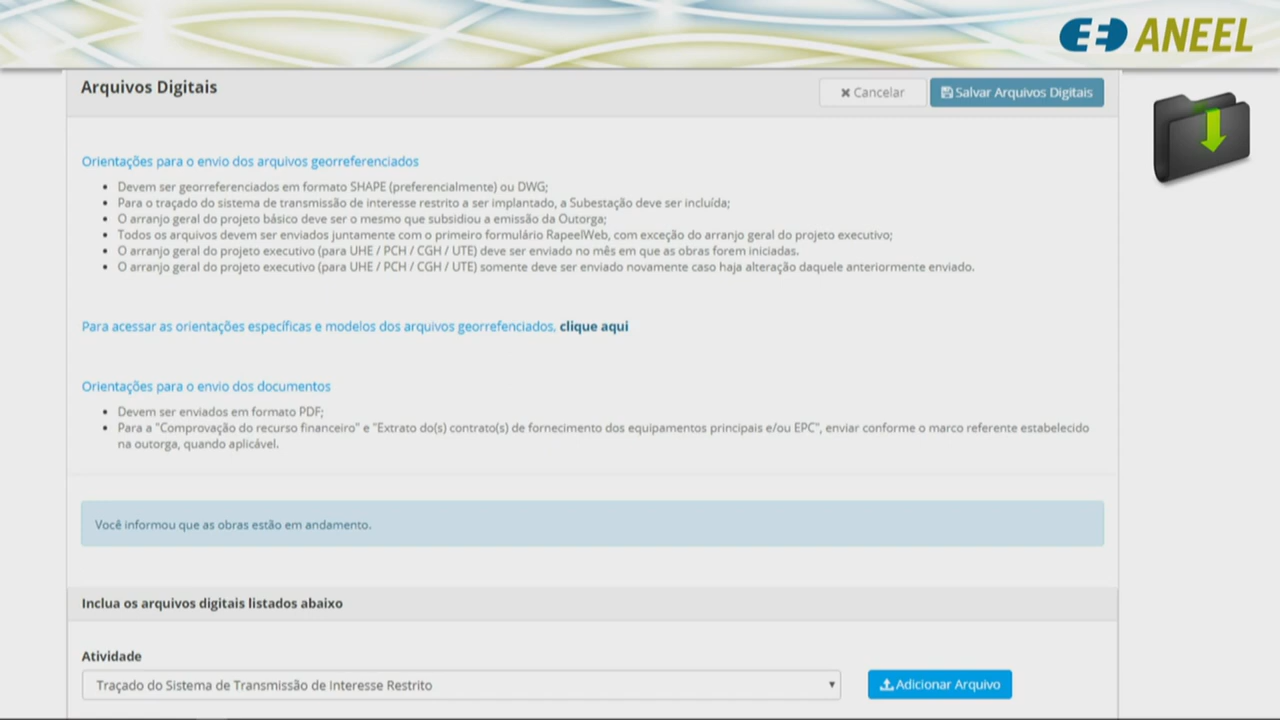 ANEEL
Arquivos Digitais
Cancelar
Salvar Arquivos Digitais
Orientações para o envio dos arquivos georreferenciados
• Devem ser georreferenciados em formato SHAPE (preferencialmente) ou DWG;
• Para o traçado do sistema de transmissão de interesse restrito a ser implantado, a Subestação deve ser incluída;
• O arranjo geral do projeto básico deve ser o mesmo que subsidiou a emissão da Outorga;
• Todos os arquivos devem ser enviados juntamente com o primeiro formulário RapeelWeb, com exceção do arranjo geral do projeto executivo;
• O arranjo geral do projeto executivo (para UHE / PCH / CGH / UTE) deve ser enviado no mês em que as obras forem iniciadas.
• O arranjo geral do projeto executivo (para UHE / PCH / CGH / UTE) somente deve ser enviado novamente caso haja alteração daquele anteriormente enviado.
Para acessar as orientações específicas e modelos dos arquivos georrefenciados, clique aqui
Orientações para o envio dos documentos
• Devem ser enviados em formato PDF;
• Para a "Comprovação do recurso financeiro" e "Extrato do(s) contrato(s) de fornecimento dos equipamentos principais e/ou EPC", enviar conforme o marco referente estabelecido
na outorga, quando aplicável.
Você informou que as obras estão em andamento.
Inclua os arquivos digitais listados abaixo
Atividade
Traçado do Sistema de Transmissão de Interesse Restrito
Adicionar Arquivo